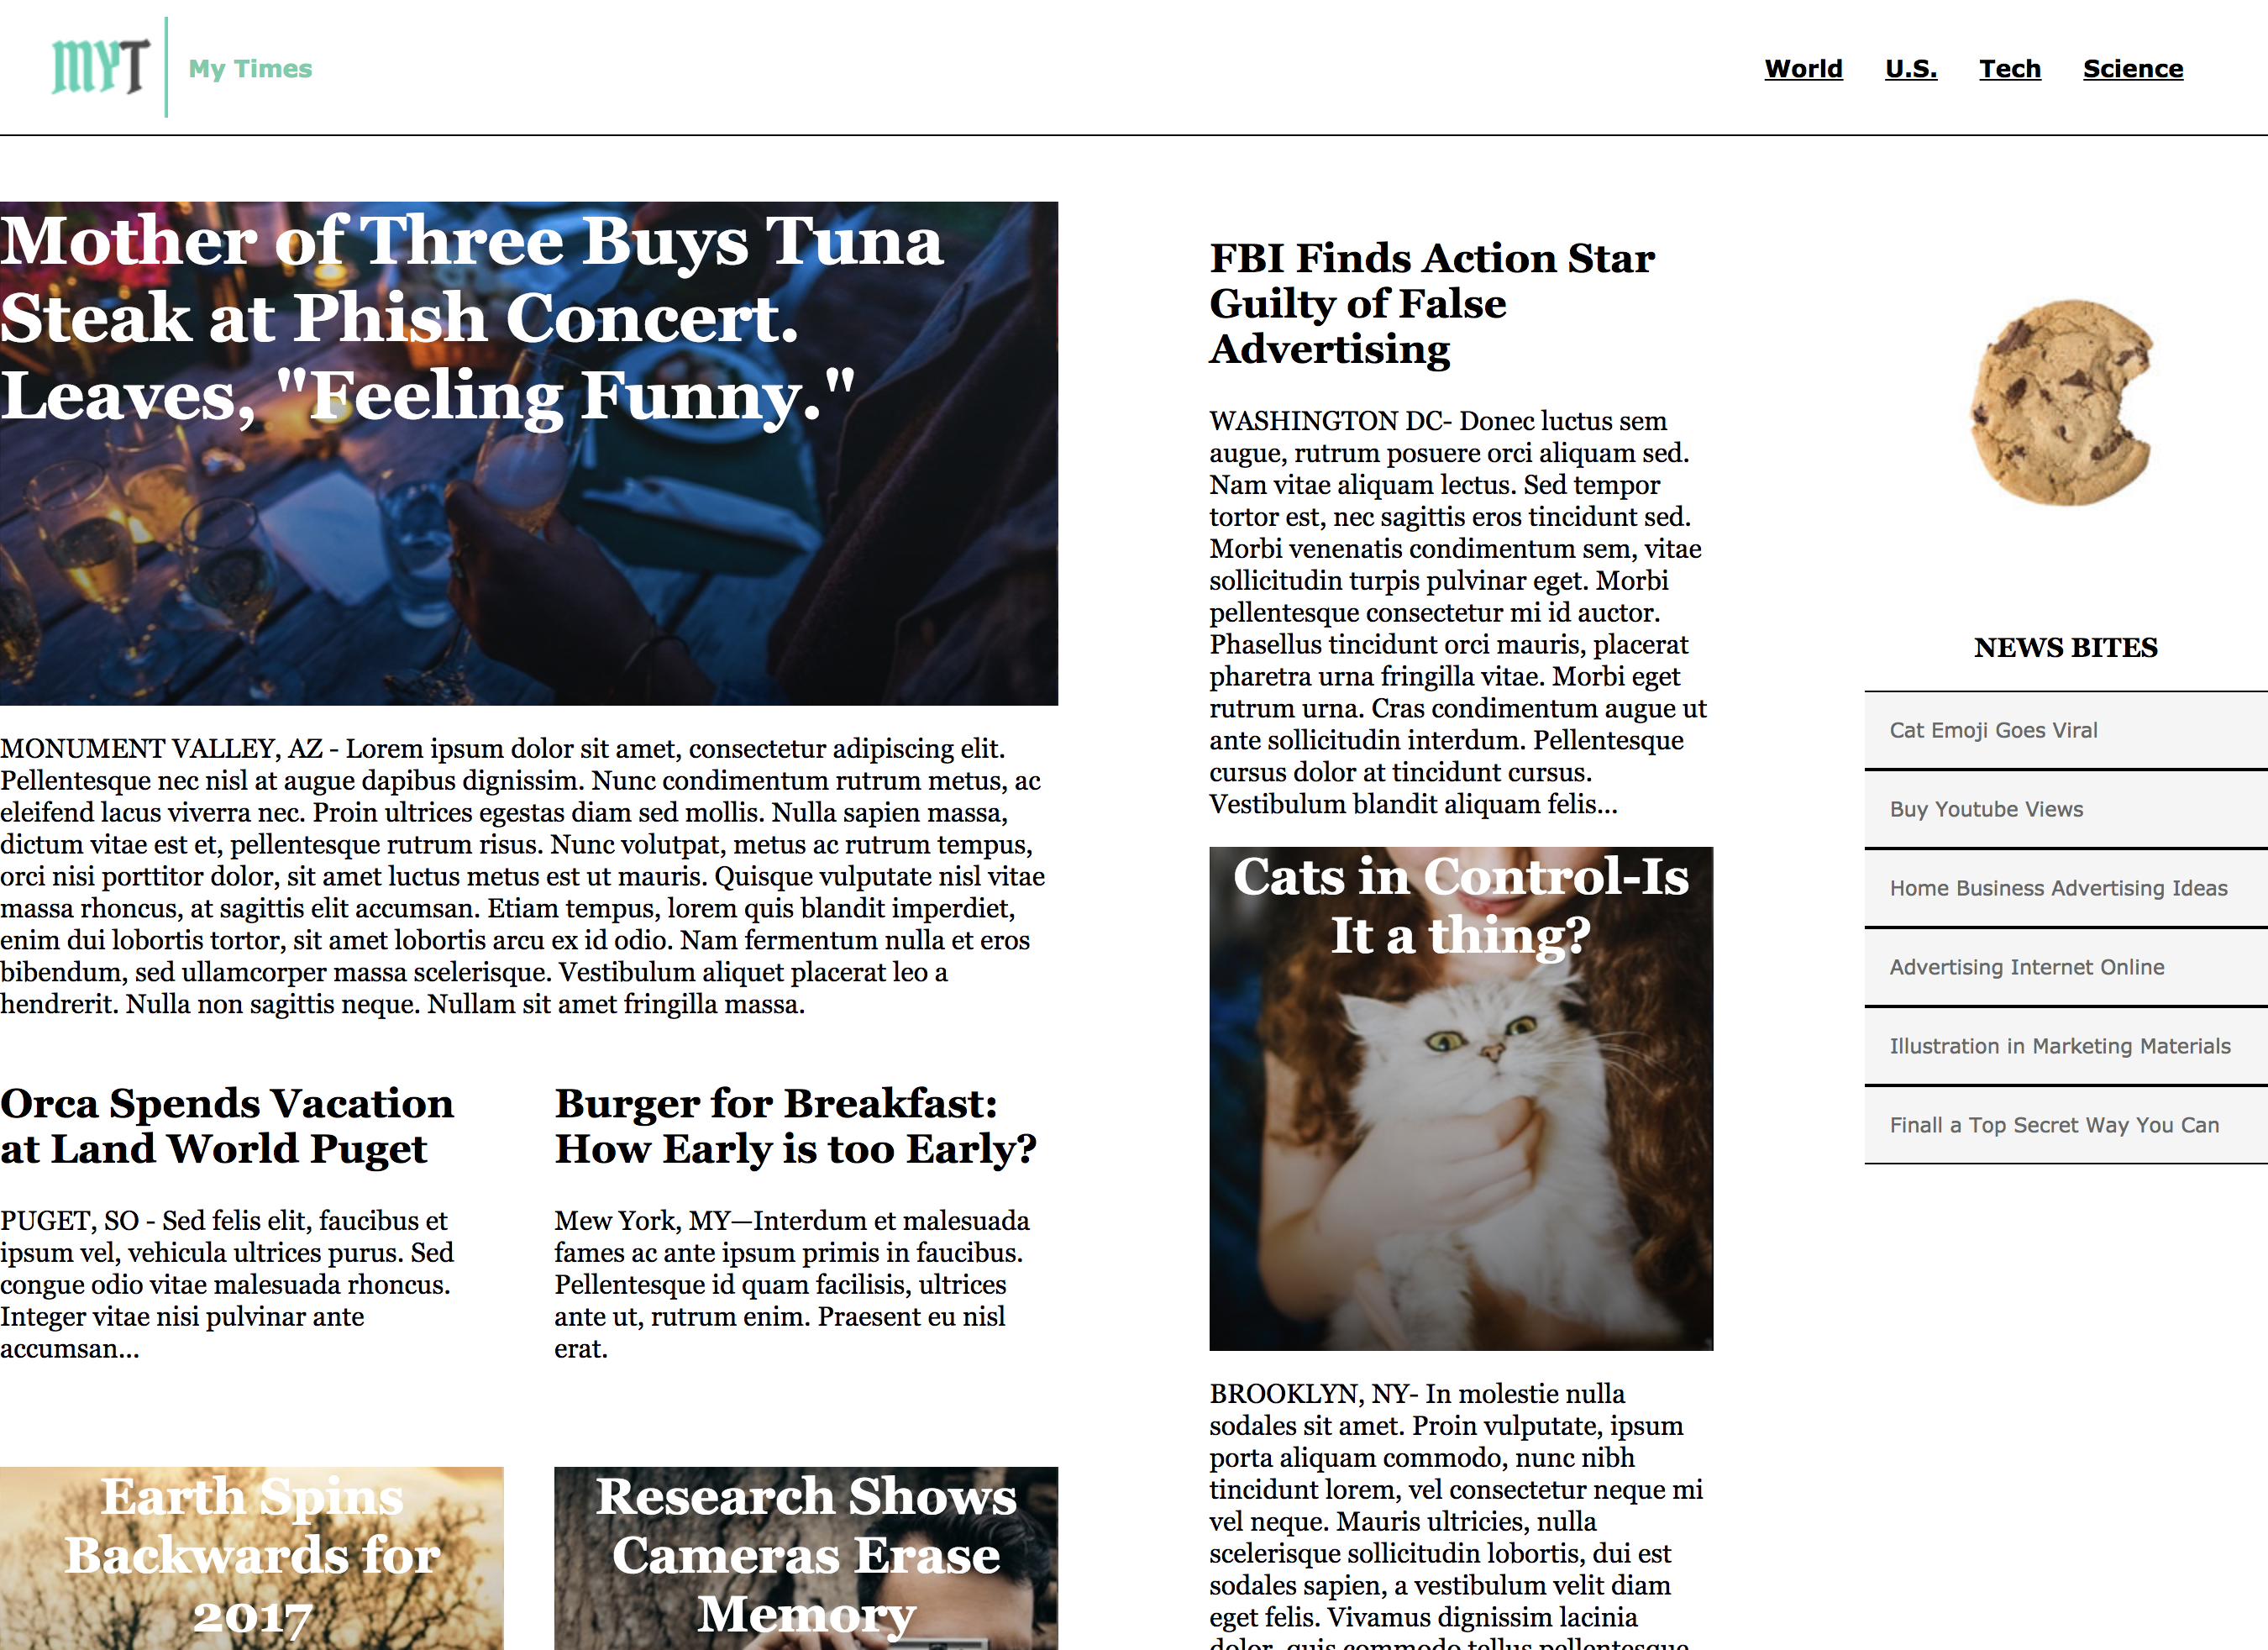 MYT
My Times
World
U.S.
Tech
Science
Mother of Three Buys Tuna
Steak at Phish Concert.
Leaves, "Feeling Funny."
MONUMENT VALLEY, AZ - Lorem ipsum dolor sit amet, consectetur adipiscing elit.
Pellentesque nec nisl at augue dapibus dignissim. Nunc condimentum rutrum metus, ac
eleifend lacus viverra nec. Proin ultrices egestas diam sed mollis. Nulla sapien massa,
dictum vitae est et, pellentesque rutrum risus. Nunc volutpat, metus ac rutrum tempus,
orci nisi porttitor dolor, sit amet luctus metus est ut mauris. Quisque vulputate nisl vitae
massa rhoncus, at sagittis elit accumsan. Etiam tempus, lorem quis blandit imperdiet,
enim dui lobortis tortor, sit amet lobortis arcu ex id odio. Nam fermentum nulla et eros
bibendum, sed ullamcorper massa scelerisque. Vestibulum aliquet placerat leo a
hendrerit. Nulla non sagittis neque. Nullam sit amet fringilla massa.
Orca Spends Vacation
at Land World Puget
PUGET, SO - Sed felis elit, faucibus et
ipsum vel, vehicula ultrices purus. Sed
congue odio vitae malesuada rhoncus.
Integer vitae nisi pulvinar ante
accumsan...
Burger for Breakfast:
How Early is too Early?
Mew York, MY—Interdum et malesuada
fames ac ante ipsum primis in faucibus.
Pellentesque id quam facilisis, ultrices
ante ut, rutrum enim. Praesent eu nisl
erat.
Earth Spins
Backwards for
2017
Research Shows
Cameras Erase
Memory
FBI Finds Action Star
Guilty of False
Advertising
WASHINGTON DC- Donec luctus sem
augue, rutrum posuere orci aliquam sed.
Nam vitae aliquam lectus. Sed tempor
tortor est, nec sagittis eros tincidunt sed.
Morbi venenatis condimentum sem, vitae
sollicitudin turpis pulvinar eget. Morbi
pellentesque consectetur mi id auctor.
Phasellus tincidunt orci mauris, placerat
pharetra urna fringilla vitae. Morbi eget
rutrum urna. Cras condimentum augue ut
ante sollicitudin interdum. Pellentesque
cursus dolor at tincidunt cursus.
Vestibulum blandit aliquam felis...
Cats in Control-Is
It a thing?
BROOKLYN, NY- In molestie nulla
sodales sit amet. Proin vulputate, ipsum
porta aliquam commodo, nunc nibh
tincidunt lorem, vel consectetur neque mi
vel neque. Mauris ultricies, nulla
scelerisque sollicitudin lobortis, dui est
sodales sapien, a vestibulum velit diam
eget felis. Vivamus dignissim lacinia
dolor, quis commodo tellus pellentesque
NEWS BITES
Cat Emoji Goes Viral
Buy Youtube Views
Home Business Advertising Ideas
Advertising Internet Online
Illustration in Marketing Materials
Finall a Top Secret Way You Can